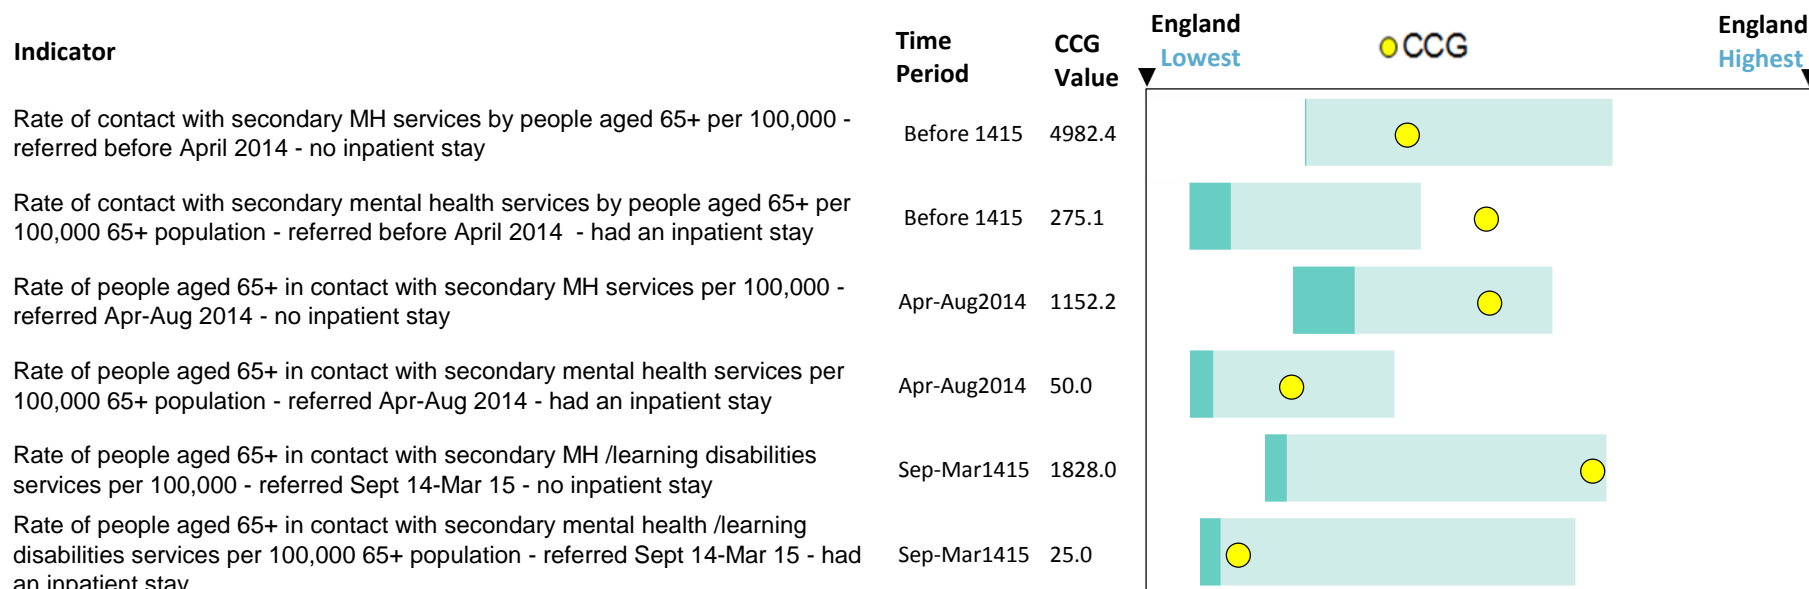 Indicator
Time Period
CCG Value
England Lowest
CCG
England Highest
Rate of contact with secondary MH services by people aged 65+ per 100,000 -
referred before April 2014 - no inpatient stay
Before 1415 4982.4
Rate of contact with secondary mental health services by people aged 65+ per
100,000 65+ population - referred before April 2014  - had an inpatient stay
Before 1415 275.1
Rate of people aged 65+ in contact with secondary MH services per 100,000 -
referred Apr-Aug 2014 - no inpatient stay
Apr-Aug2014 1152.2
Rate of people aged 65+ in contact with secondary mental health services per
100,000 65+ population - referred Apr-Aug 2014 - had an inpatient stay
Apr-Aug2014 50.0
Rate of people aged 65+ in contact with secondary MH /learning disabilities
services per 100,000 - referred Sept 14-Mar 15 - no inpatient stay
Sep-Mar1415 1828.0
Rate of people aged 65+ in contact with secondary mental health /learning
disabilities services per 100,000 65+ population - referred Sept 14-Mar 15 - had
an inpatient stay
Sep-Mar1415 25.0